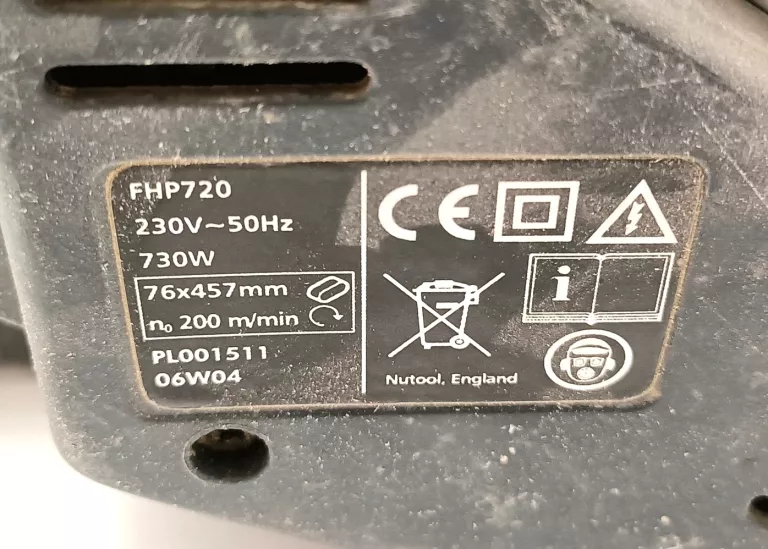 FHP720
230V~50Hz
730W
76x457mm
n₀ 200 m/min
PL001511
06W04
CE
i
Nutool, England